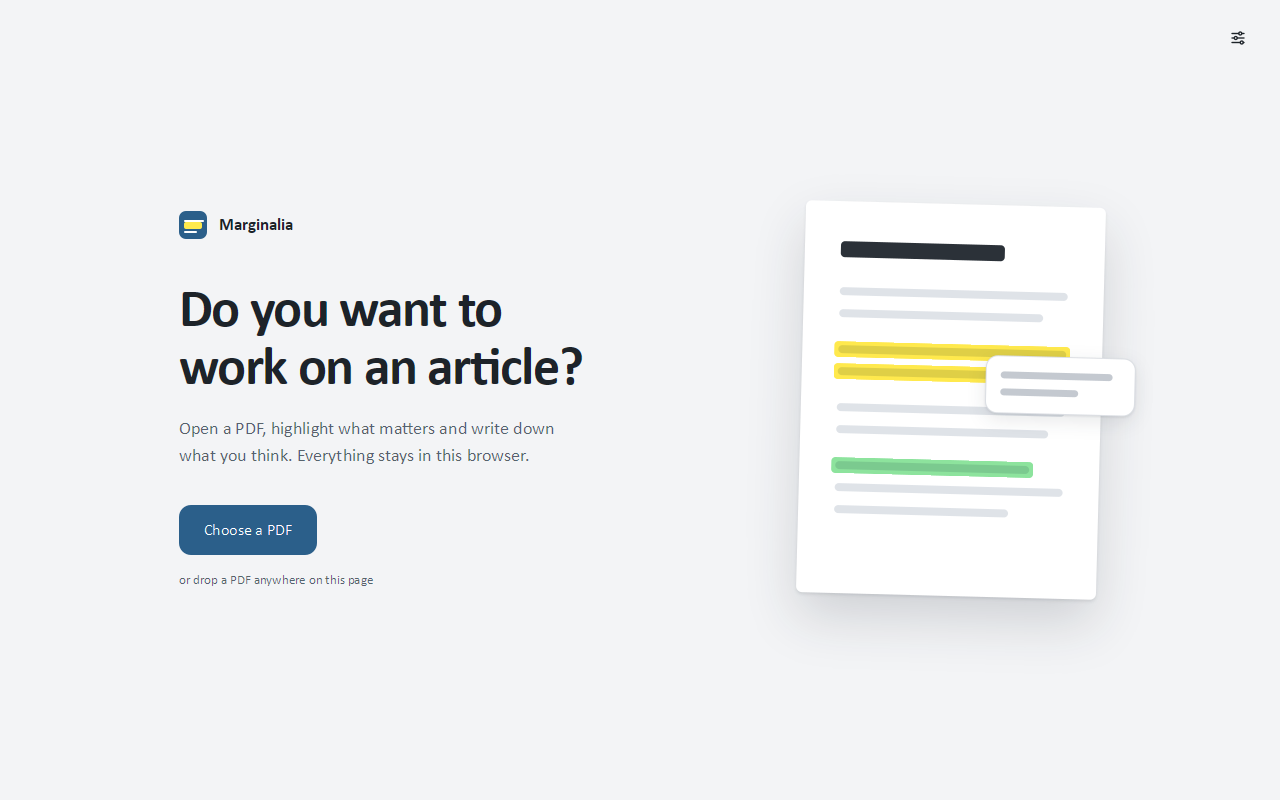 Marginalia
Do you want to
work on an article?
Open a PDF, highlight what matters and write down
what you think. Everything stays in this browser.
Choose a PDF
or drop a PDF anywhere on this page